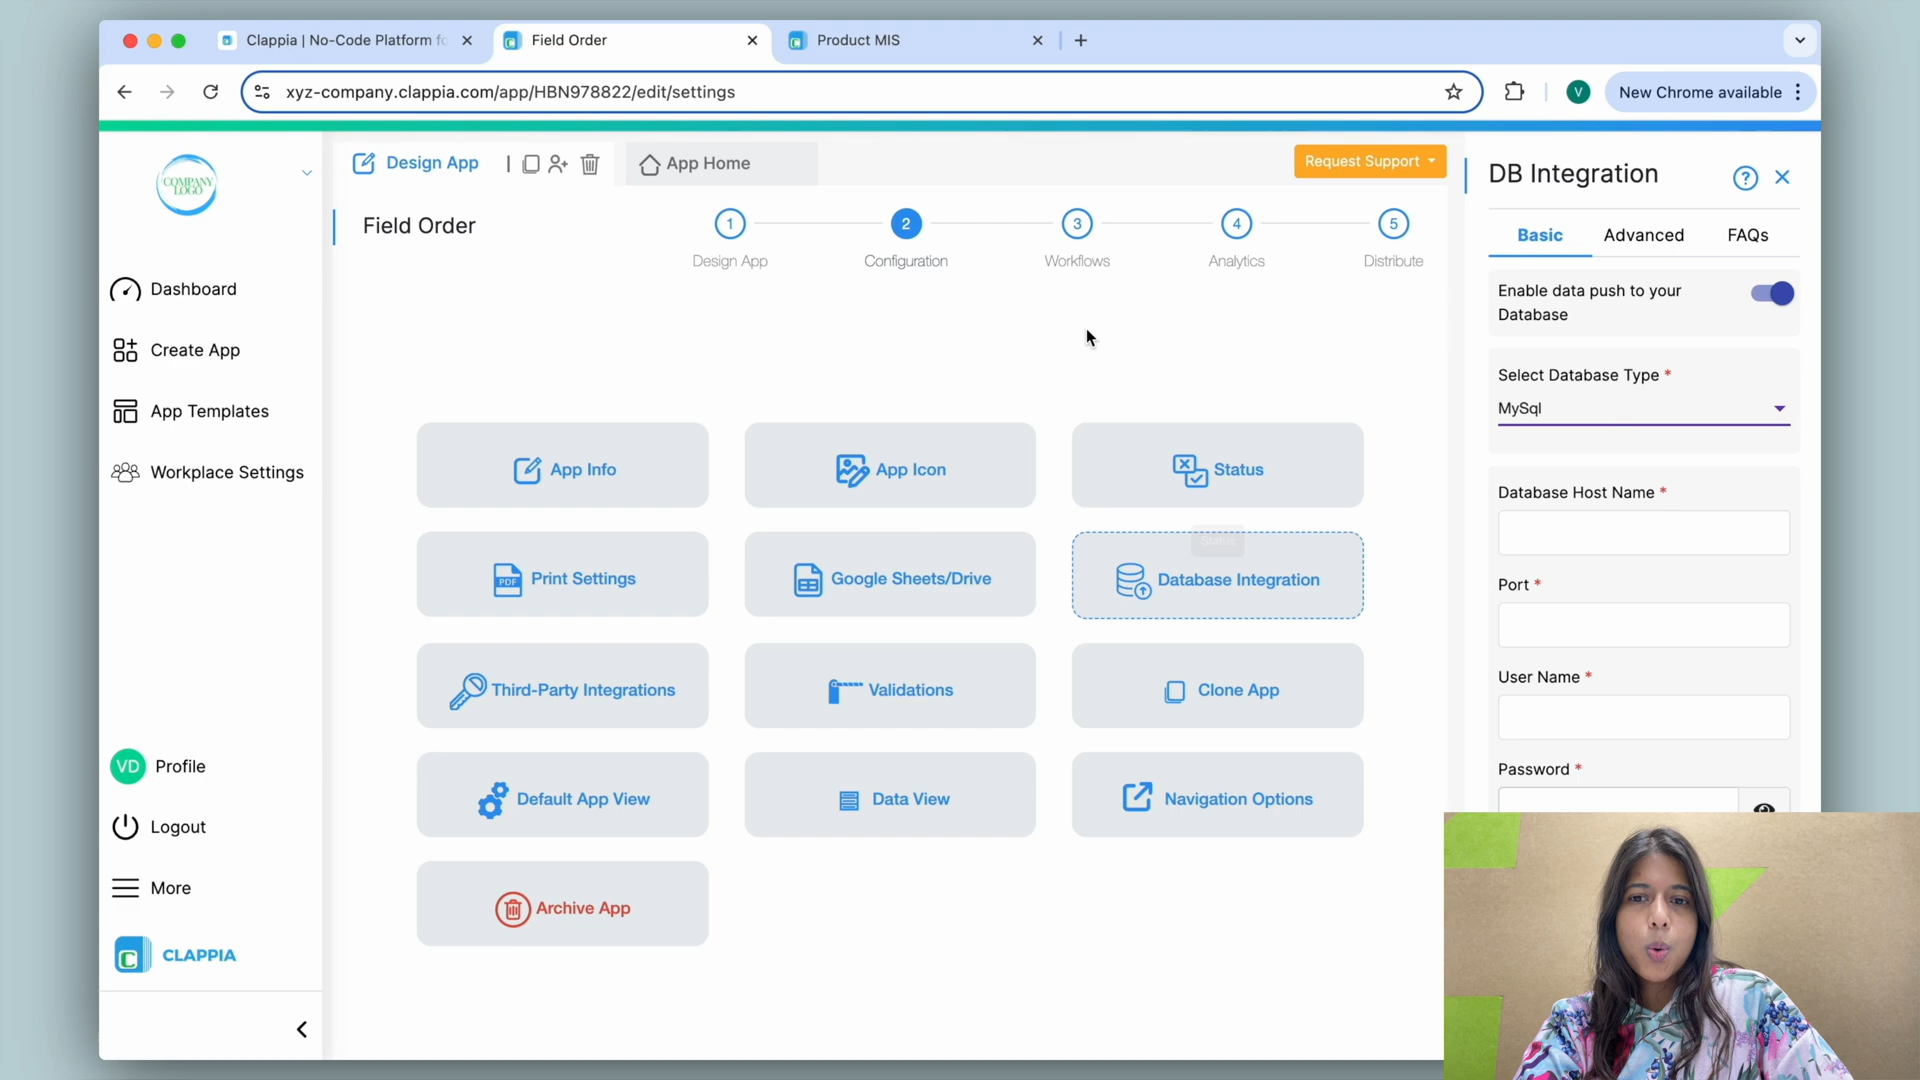 Clappia | No-Code Platform fo
Field Order
Product MIS
xyz-company.clappia.com/app/HBN978822/edit/settings
V
New Chrome available
COMPANY
LOGO
Dashboard
Create App
App Templates
Workplace Settings
VD Profile
Logout
More
CLAPPIA
Design App
App Home
Request Support
Field Order
1
2
3
4
5
Design App
Configuration
Workflows
Analytics
Distribute
App Info
App Icon
Status
Status
Print Settings
PDF
Google Sheets/Drive
Database Integration
Third-Party Integrations
Validations
Clone App
Default App View
Data View
Navigation Options
Archive App
DB Integration
Basic
Advanced
FAQs
Enable data push to your
Database
Select Database Type *
MySql
Database Host Name *
Port *
User Name *
Password *